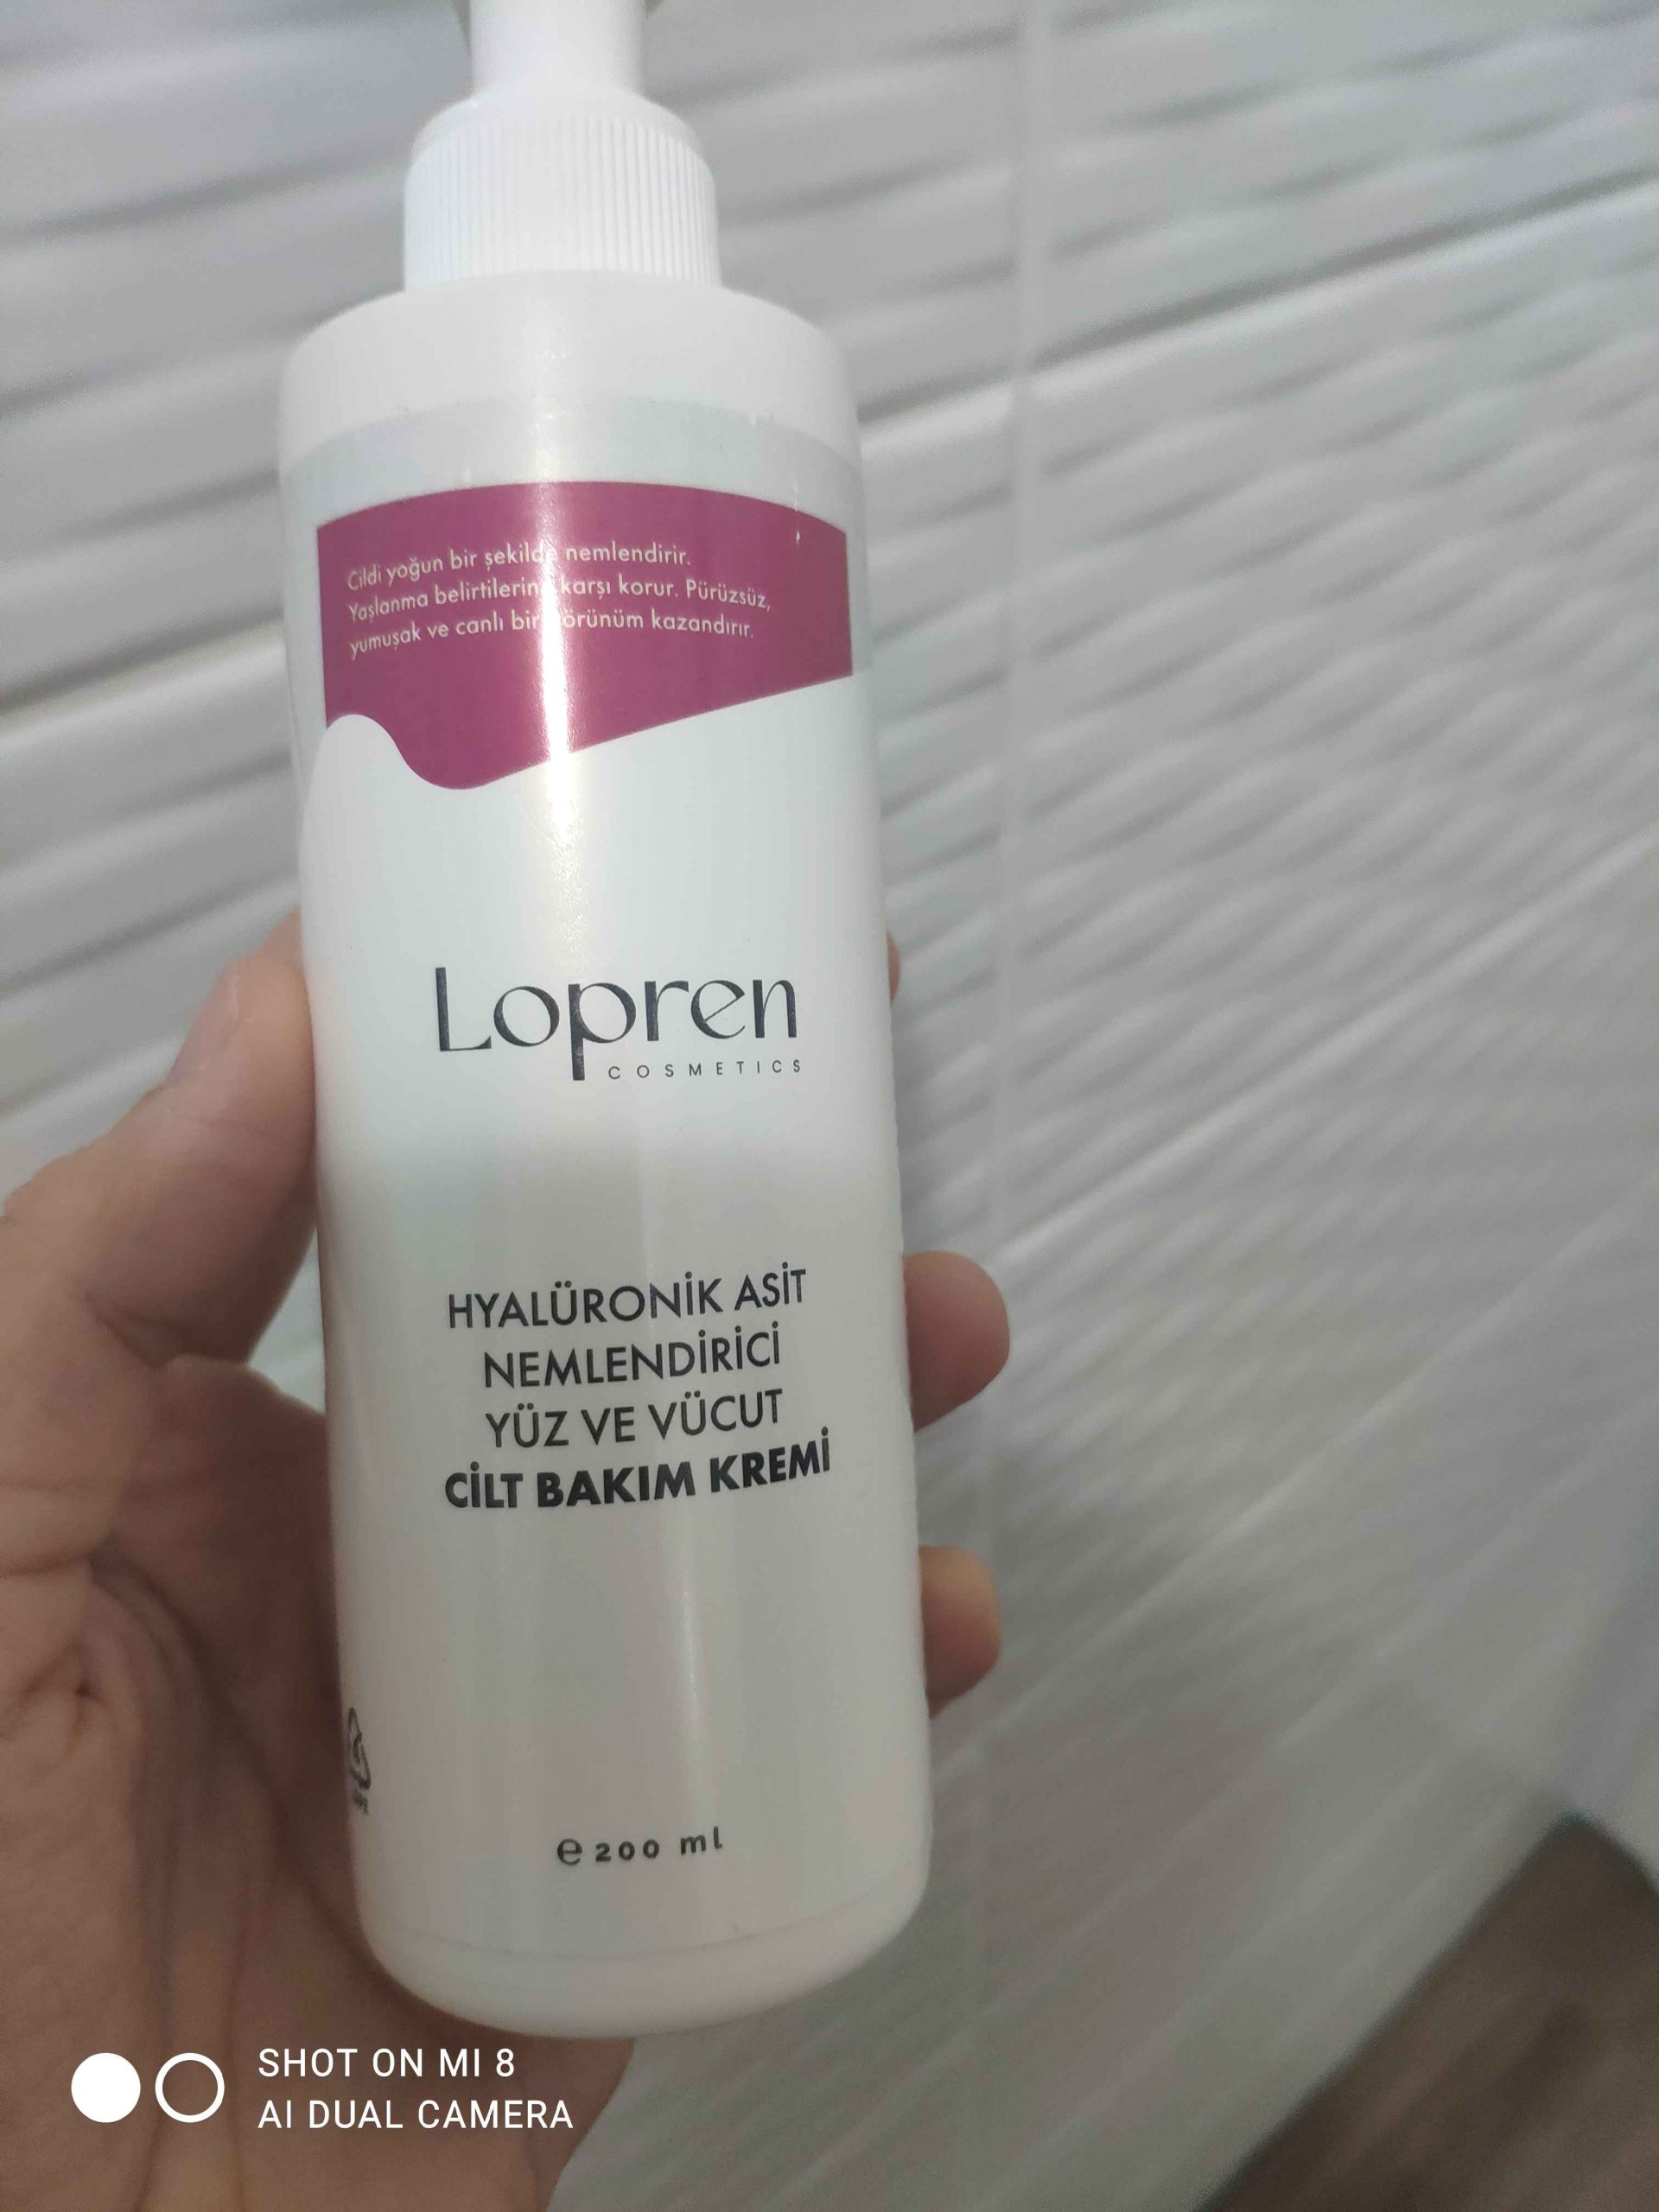 Cildi yoğun bir şekilde nemlendirir.
Yaşlanma belirtilerine karşı korur. Pürüzsüz,
yumuşak ve canlı bir görünüm kazandırır.
Lopren
COSMETICS
HYALÜRONİK ASİT
NEMLENDİRİCİ
YÜZ VE VÜCUT
CİLT BAKIM KREMİ
e 200 ml
SHOT ON MI 8
AI DUAL CAMERA